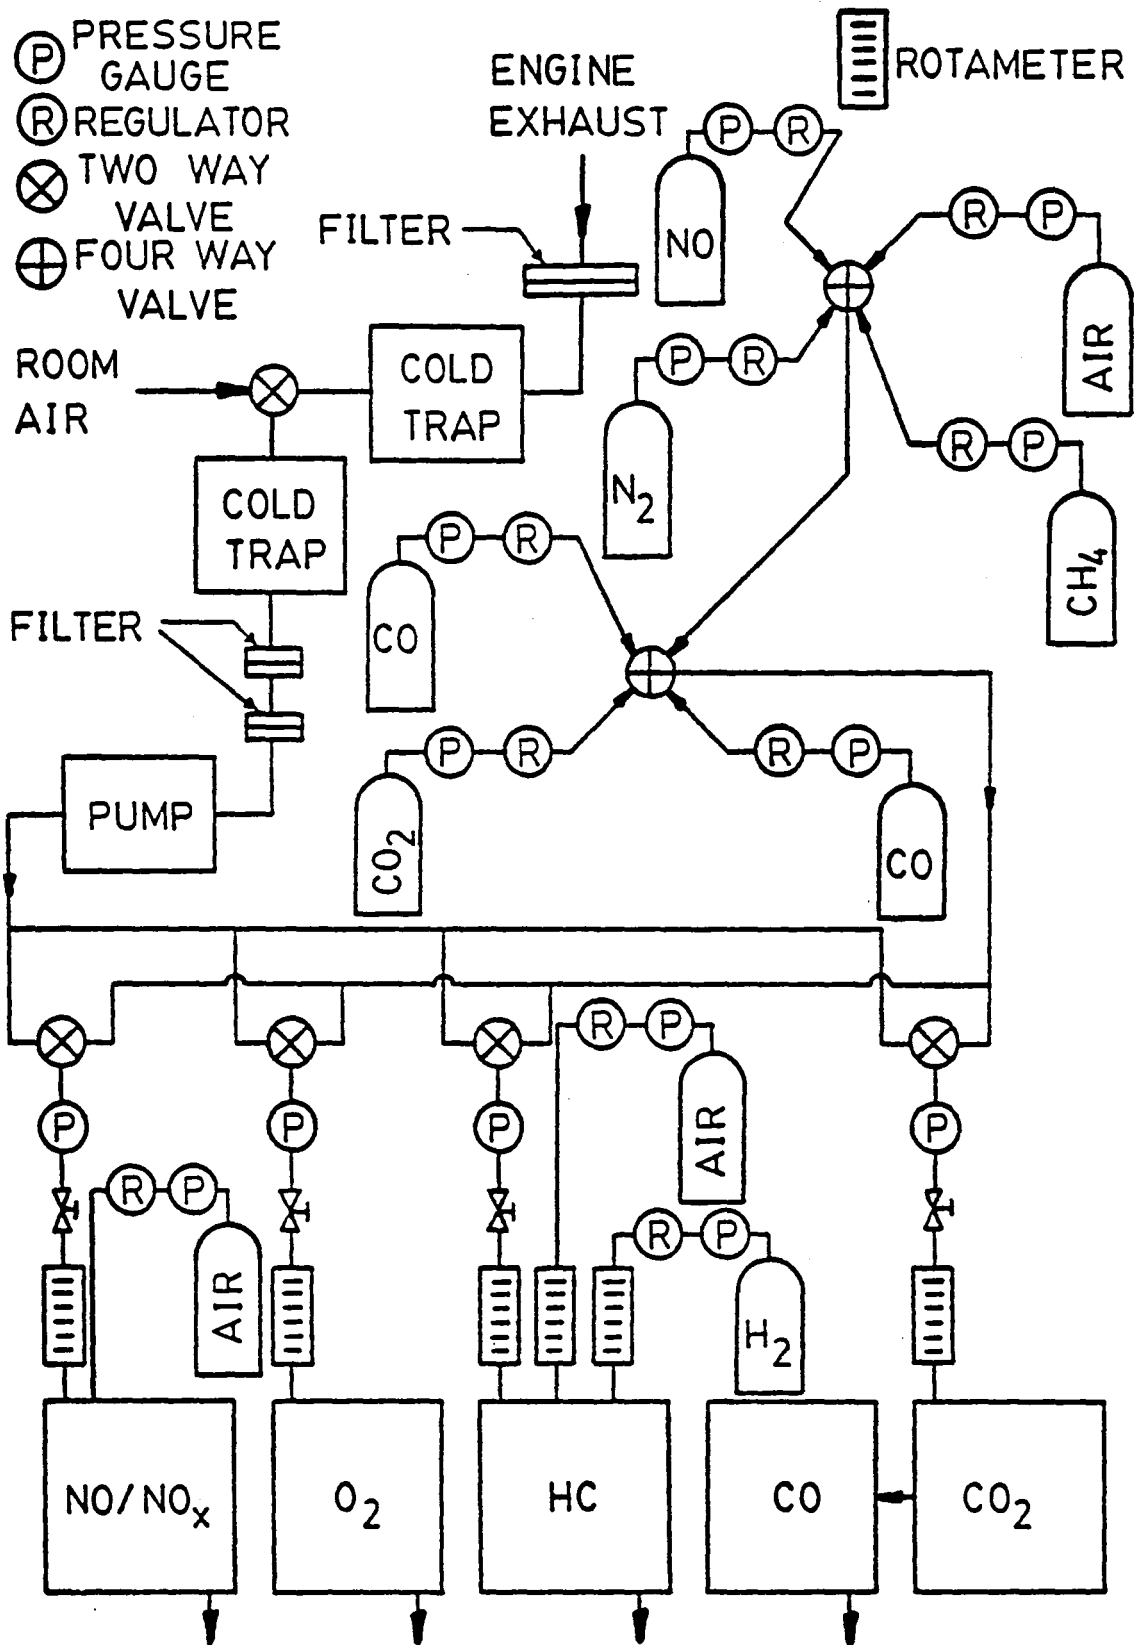 P PRESSURE
GAUGE
R REGULATOR
TWO WAY
VALVE
FOUR WAY
VALVE
ENGINE
EXHAUST
ROTAMETER
FILTER
P R
NO
R P
AIR
ROOM
AIR
COLD
TRAP
P R
N2
R P
CH4
COLD
TRAP
P R
CO
FILTER
P R
CO2
R P
CO
PUMP
R P
AIR
P
P
P
P
R P
AIR
R P
H2
NO/NOx
O2
HC
CO
CO2